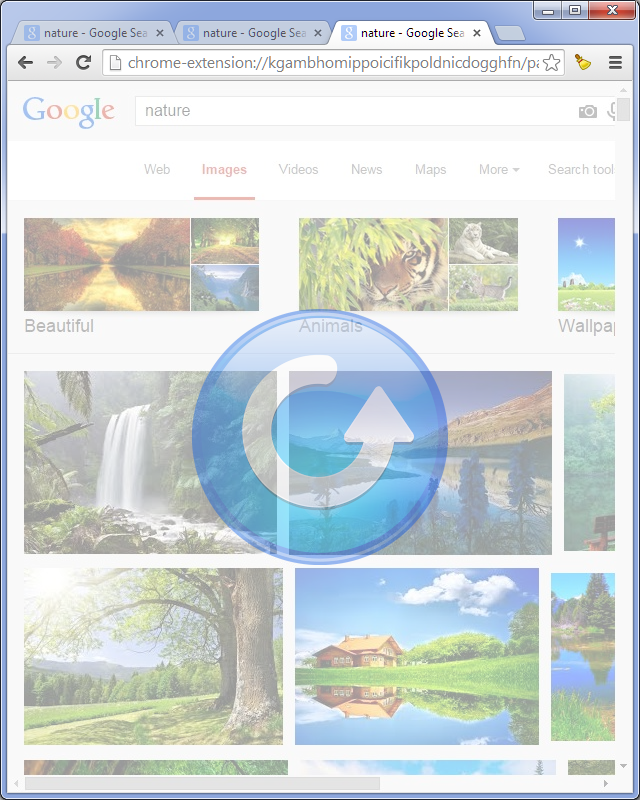 nature - Google Sea
nature - Google Sea
nature - Google Sea
chrome-extension://kgambhomippoicifikpoldnicdogghfn/pa
Google
nature
Web
Images
Videos
News
Maps
More
Search tool
Beautiful
Animals
Wallpap